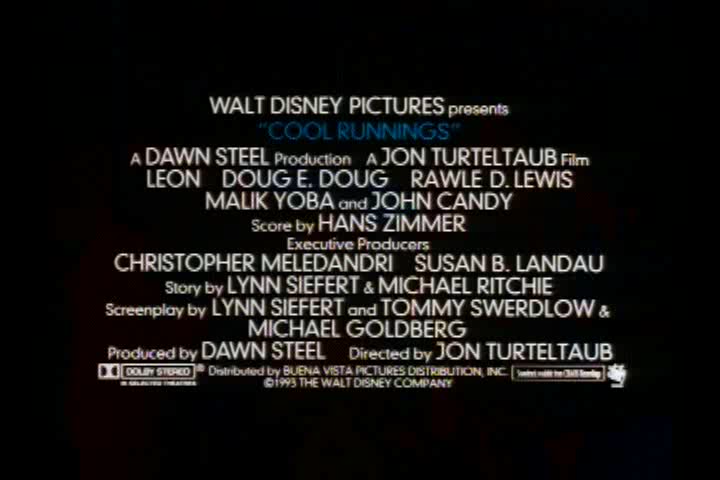 WALT DISNEY PICTURES presents
"COOL RUNNINGS"
A DAWN STEEL Production A JON TURTELTAUB Film
LEON DOUG E. DOUG RAWLE D. LEWIS
MALIK YOBA and JOHN CANDY
Score by HANS ZIMMER
Executive Producers
CHRISTOPHER MELEDANDRI SUSAN B. LANDAU
Story by LYNN SIEFERT & MICHAEL RITCHIE
Screenplay by LYNN SIEFERT and TOMMY SWERDLOW &
MICHAEL GOLDBERG
Produced by DAWN STEEL Directed by JON TURTELTAUB
DOLBY STEREO ® Distributed by BUENA VISTA PICTURES DISTRIBUTION, INC.
IN SELECTED THEATRES ©1993 THE WALT DISNEY COMPANY